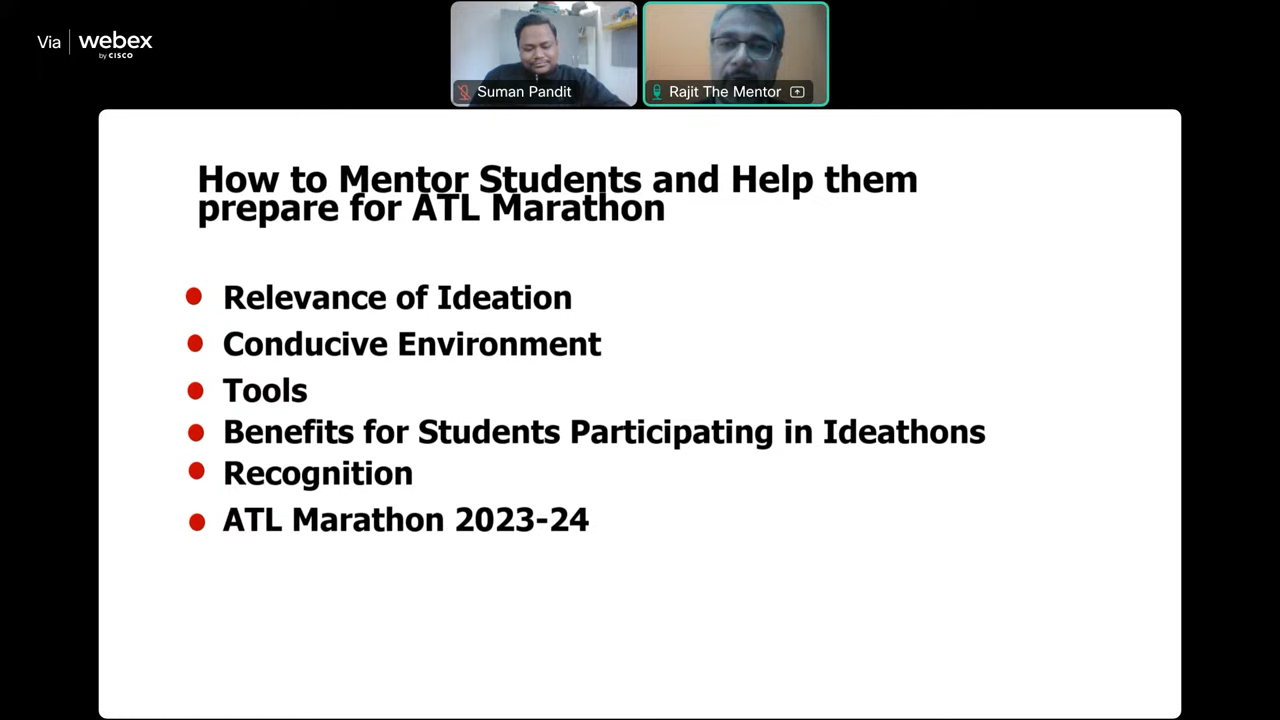 Via webex
by CISCO
Suman Pandit
Rajit The Mentor
How to Mentor Students and Help them
prepare for ATL Marathon
Relevance of Ideation
Conducive Environment
Tools
Benefits for Students Participating in Ideathons
Recognition
ATL Marathon 2023-24